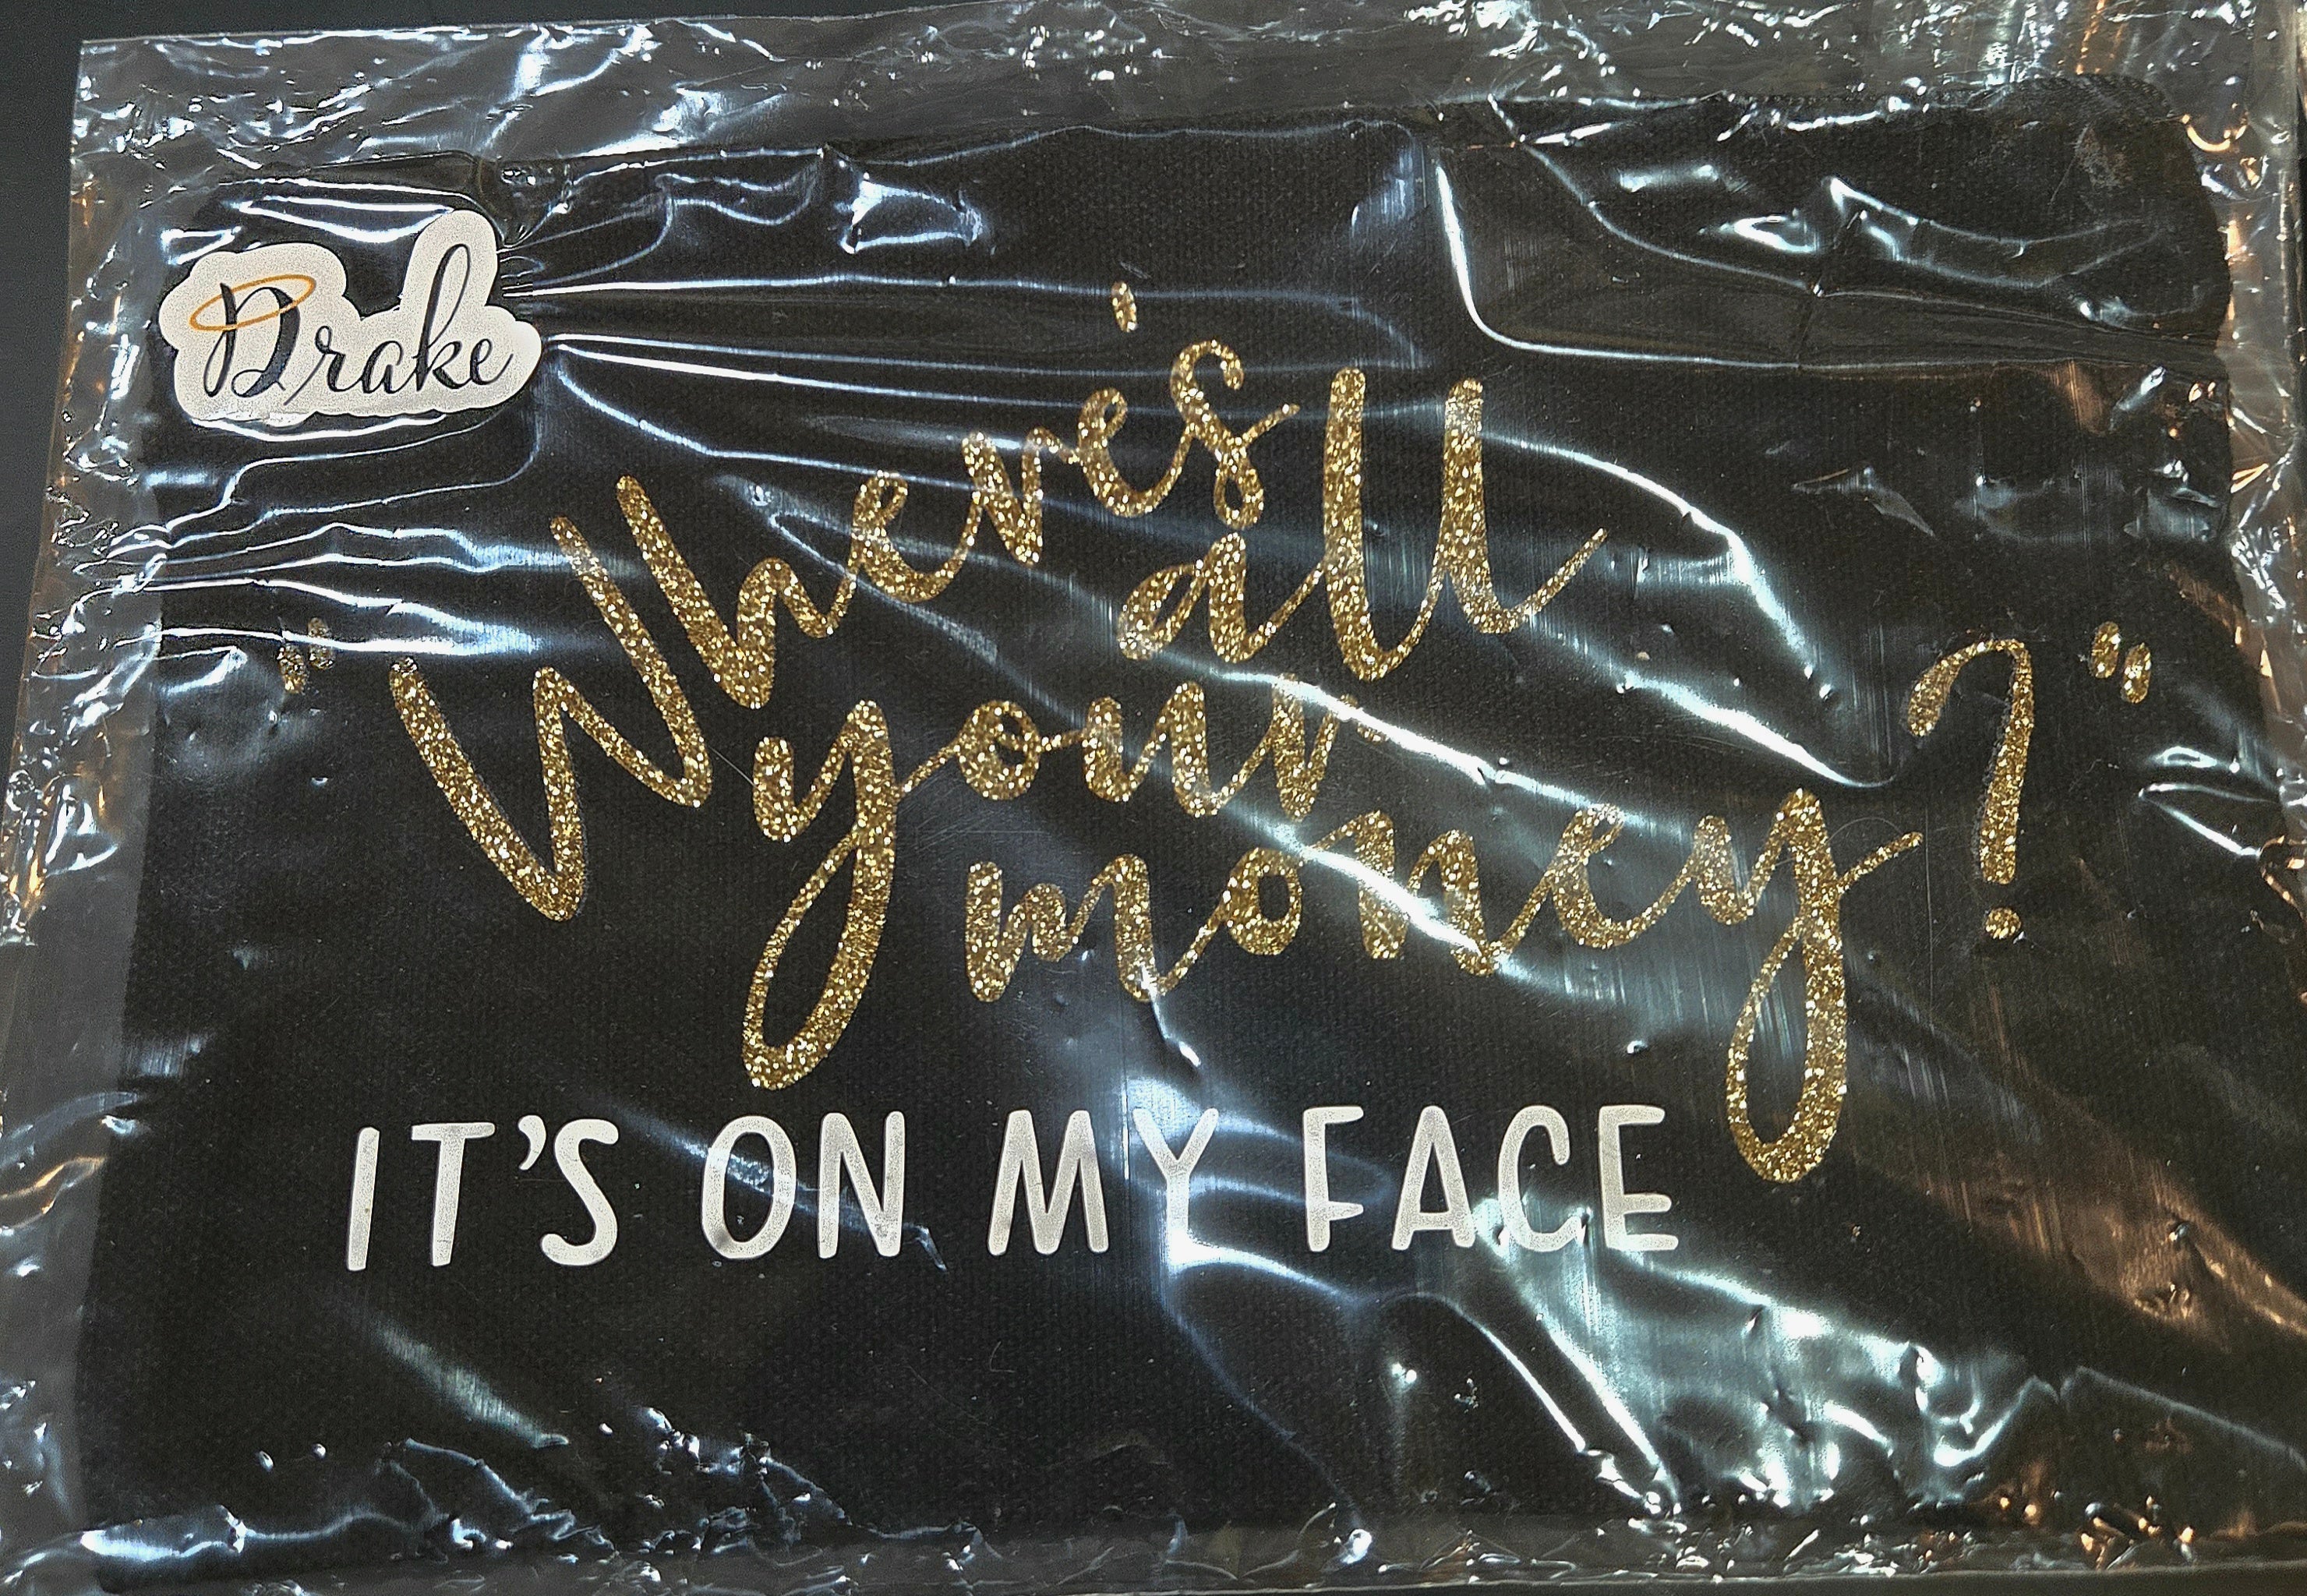 Drake
"Where's
all
your
money?"
IT'S ON MY FACE